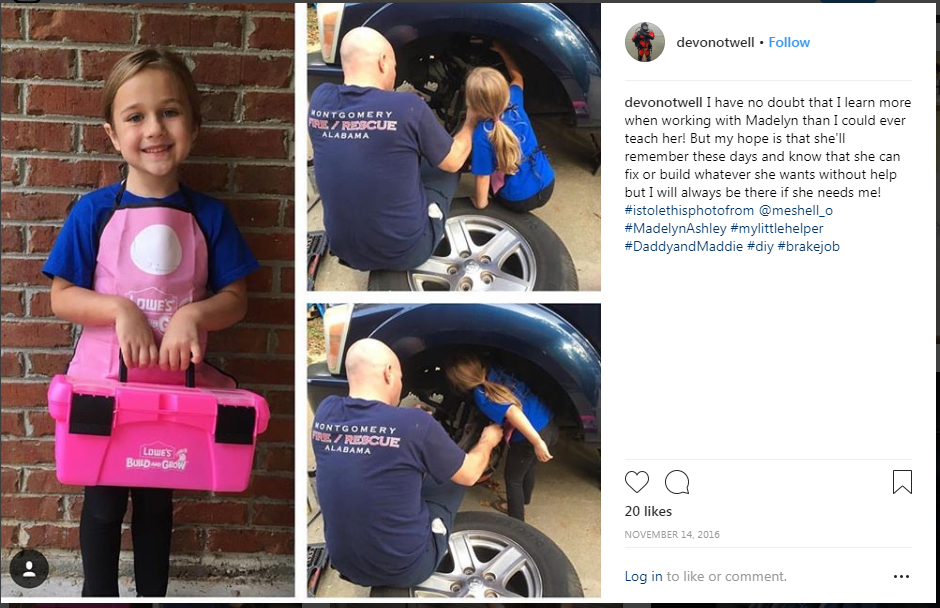 devonotwell • Follow
devonotwell I have no doubt that I learn more
when working with Madelyn than I could ever
teach her! But my hope is that she'll
remember these days and know that she can
fix or build whatever she wants without help
but I will always be there if she needs me!
#istolethisphotofrom @meshell_o
#MadelynAshley #mylittlehelper
#DaddyandMaddie #diy #brakejob
LOWE'S
BUILD AND GROW
LOWE'S
BUILD AND GROW
MONTGOMERY
FIRE / RESCUE
ALABAMA
MONTGOMERY
FIRE / RESCUE
ALABAMA
20 likes
NOVEMBER 14, 2016
Log in to like or comment.